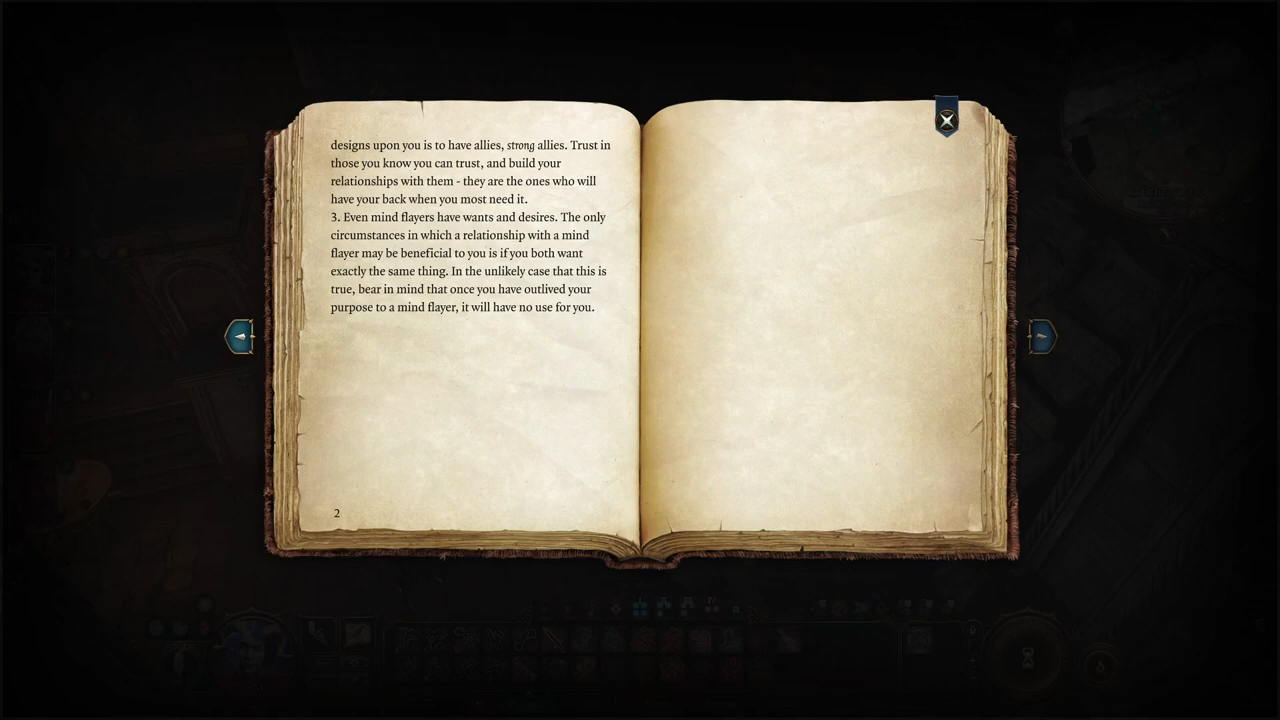 designs upon you is to have allies, strong allies. Trust in
those you know you can trust, and build your
relationships with them - they are the ones who will
have your back when you most need it.
3. Even mind flayers have wants and desires. The only
circumstances in which a relationship with a mind
flayer may be beneficial to you is if you both want
exactly the same thing. In the unlikely case that this is
true, bear in mind that once you have outlived your
purpose to a mind flayer, it will have no use for you.
2